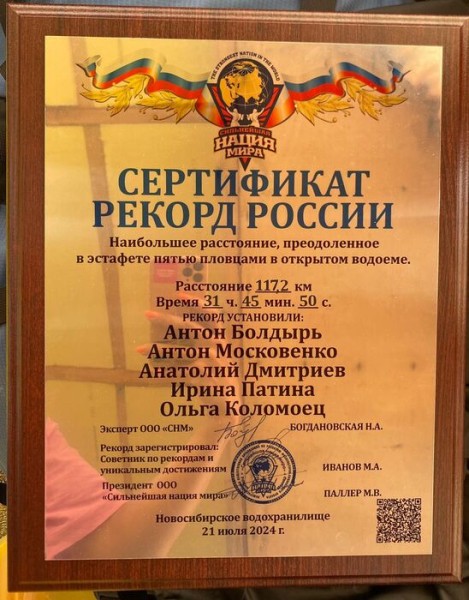 THE STRONGEST NATION IN THE WORLD
СИЛЬНЕЙШАЯ
НАЦИЯ
МИРА
СЕРТИФИКАТ
РЕКОРД РОССИИ
Наибольшее расстояние, преодоленное
в эстафете пятью пловцами в открытом водоеме.
Расстояние 117,2 км
Время 31 ч. 45 мин. 50 с.
РЕКОРД УСТАНОВИЛИ:
Антон Болдырь
Антон Московенко
Анатолий Дмитриев
Ирина Патина
Ольга Коломоец
Эксперт ООО «СНМ» БОГДАНОВСКАЯ Н.А.
Рекорд зарегистрировал:
Советник по рекордам и
уникальным достижениям ИВАНОВ М.А.
Президент ООО
«Сильнейшая нация мира» ПАЛЛЕР М.В.
Новосибирское водохранилище
21 июля 2024 г.